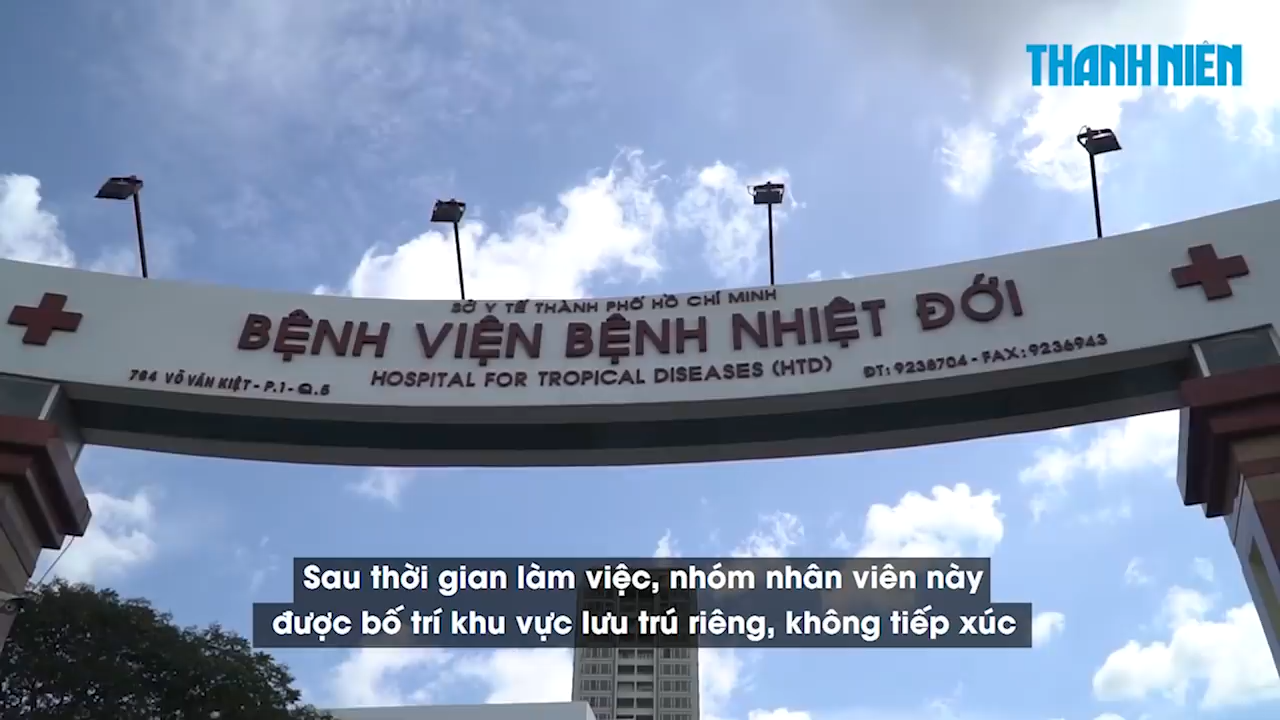 THANH NIÊN
SỞ Y TẾ THÀNH PHỐ HỒ CHÍ MINH
BỆNH VIỆN BỆNH NHIỆT ĐỚI
764 VÕ VĂN KIỆT - P.1 - Q.5
HOSPITAL FOR TROPICAL DISEASES (HTD)
ĐT: 9238704 - FAX: 9236943
Sau thời gian làm việc, nhóm nhân viên này
được bố trí khu vực lưu trú riêng, không tiếp xúc